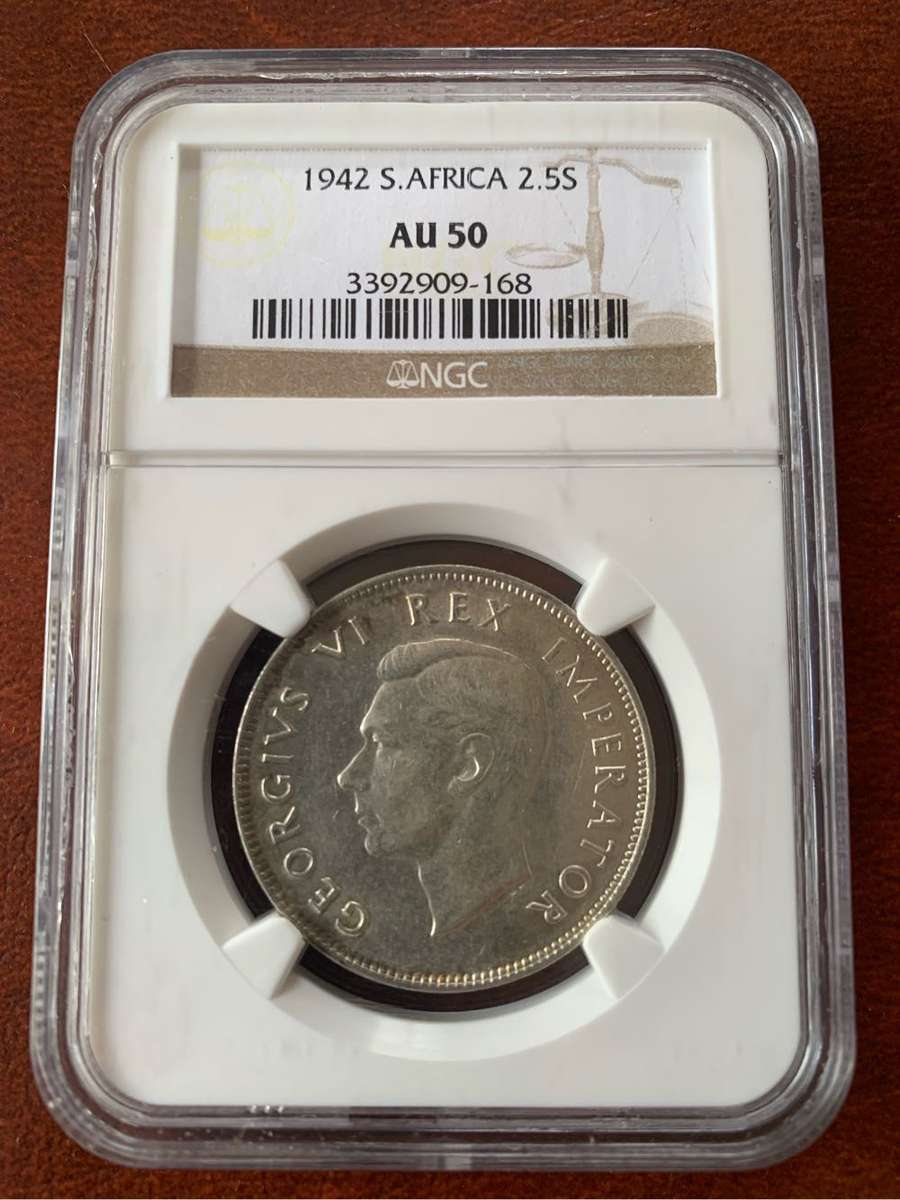 1942 S.AFRICA 2.5S
AU 50
3392909-168
NGC
GEORGIVS VI REX IMPERATOR